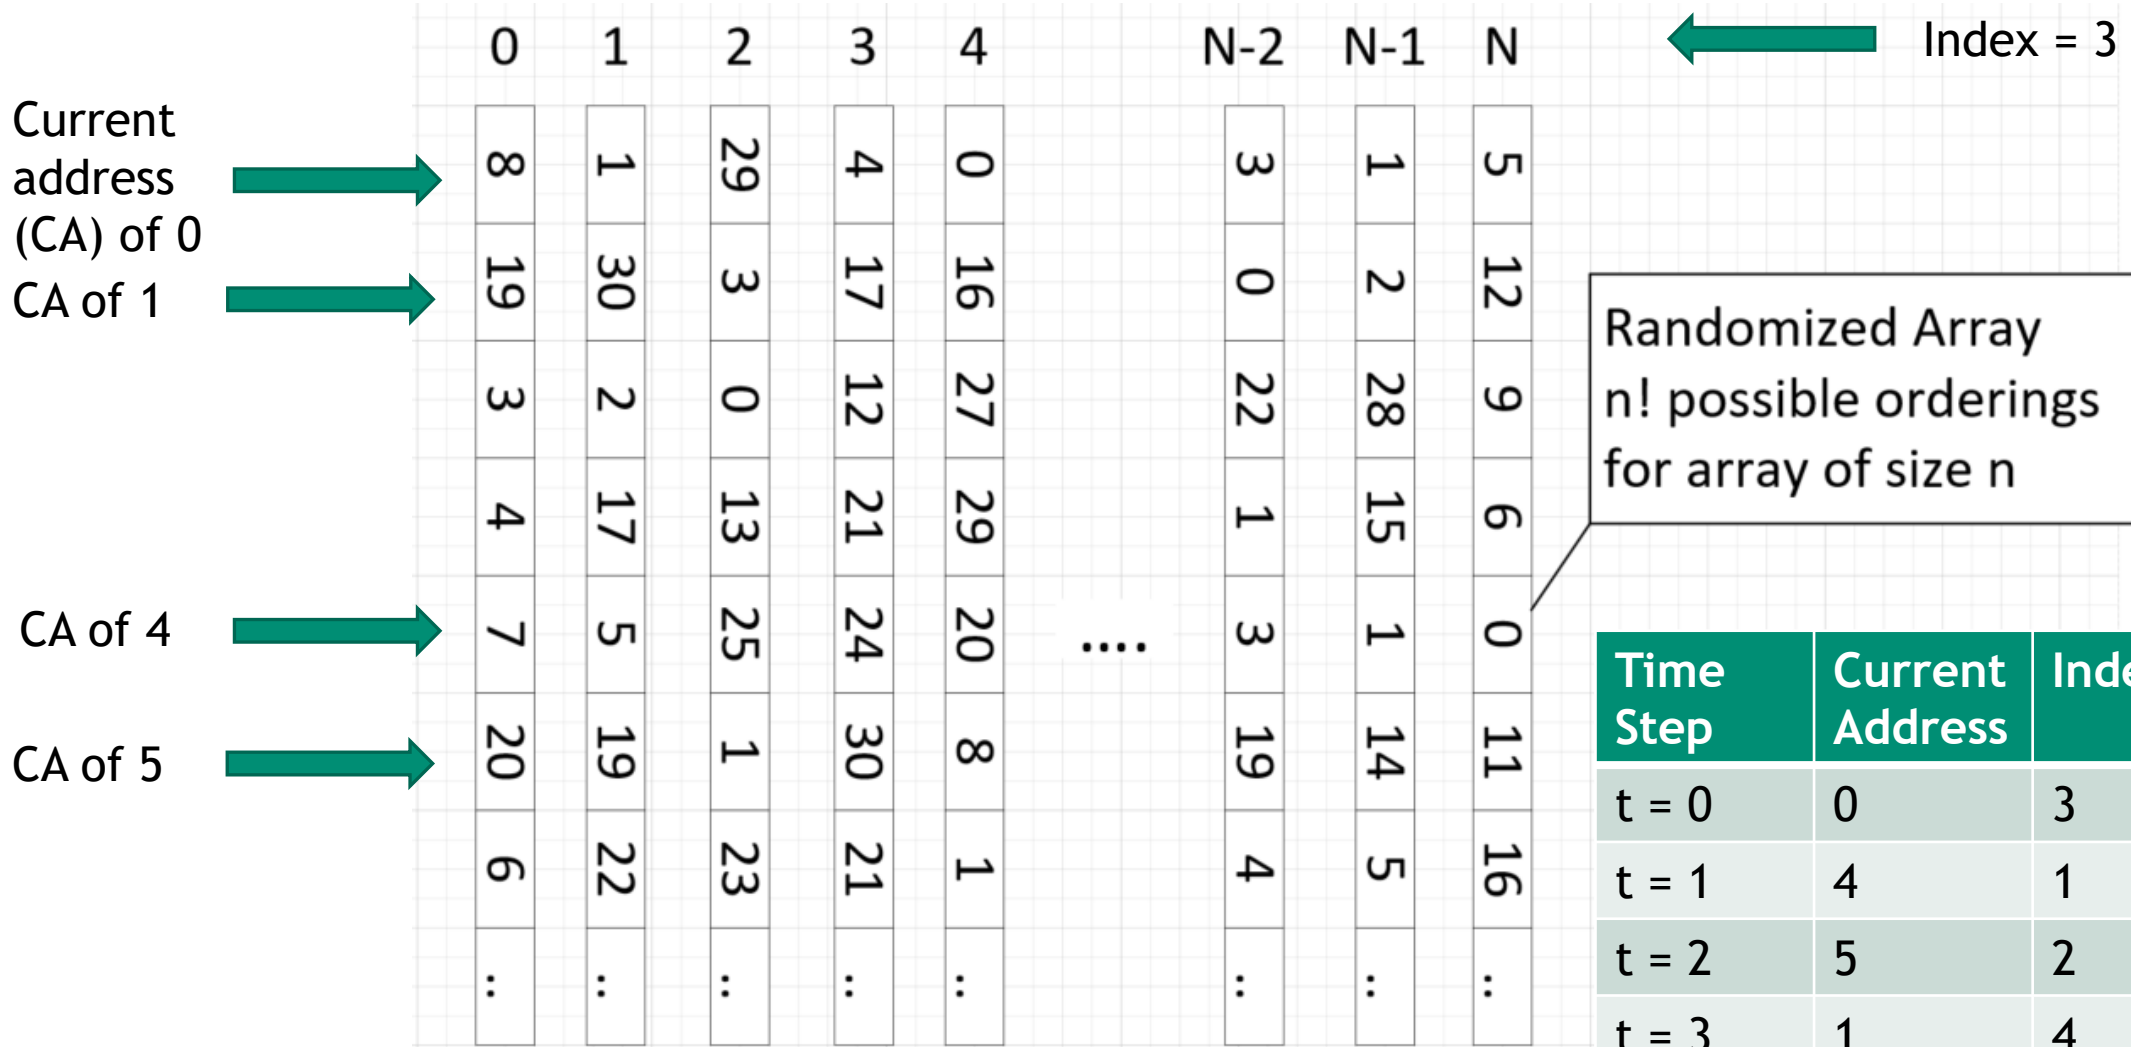 0 1 2 3 4 N-2 N-1 N
Index = 3
Current
address
(CA) of 0
8 1 29 4 0 3 1 5
CA of 1
19 30 3 17 16 0 2 12
3 2 0 12 27 22 28 9
4 17 13 21 29 1 15 6
CA of 4
7 5 25 24 20 .... 3 1 0
CA of 5
20 19 1 30 8 19 14 11
6 22 23 21 1 4 5 16
.. .. .. .. .. .. .. ..
Randomized Array
n! possible orderings
for array of size n
Time Step Current Address Inde
t = 0 0 3
t = 1 4 1
t = 2 5 2
t = 3 1 4